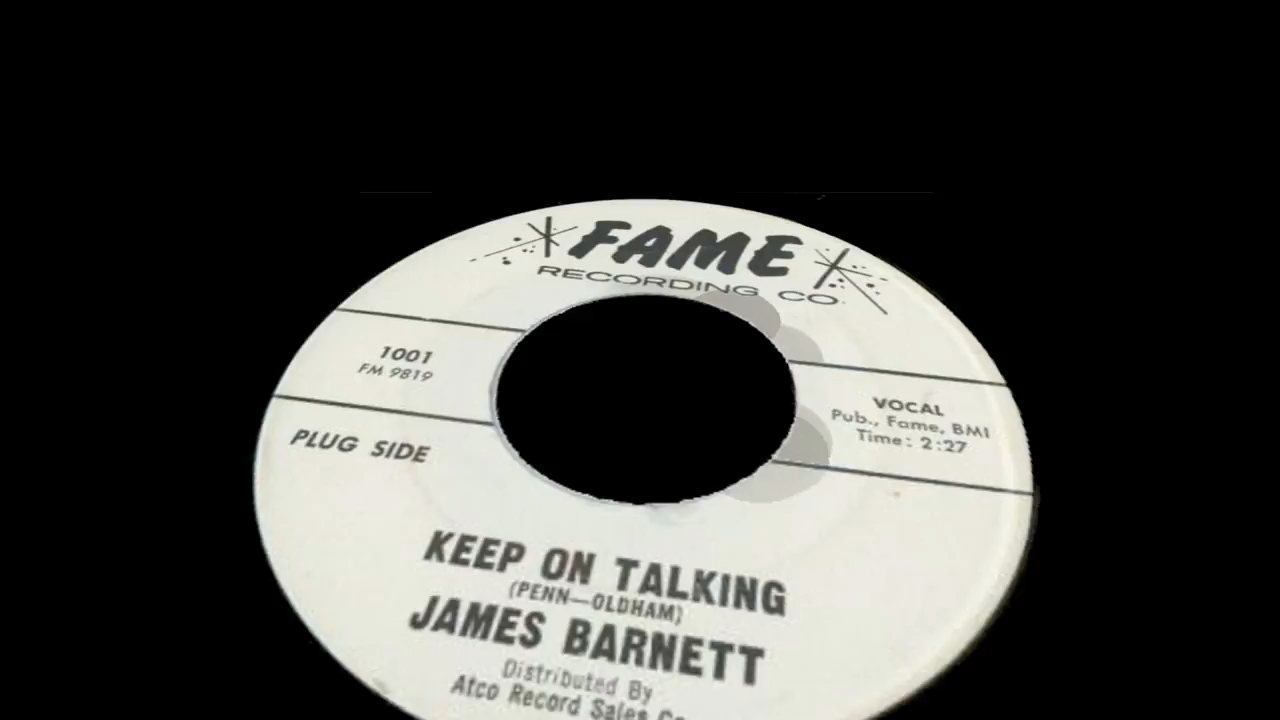 FAME
RECORDING CO.
1001
FM 9819
VOCAL
Pub., Fame, BMI
Time: 2:27
PLUG SIDE
KEEP ON TALKING
(PENN—OLDHAM)
JAMES BARNETT
Distributed By
Atco Record Sales